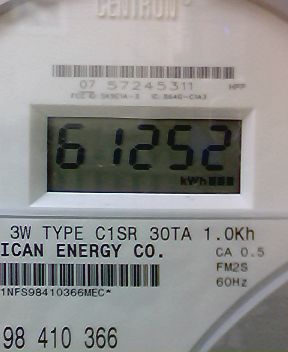 CENTRON
07 57245311
61252
kWh
3W TYPE C1SR 30TA 1.0Kh
ICAN ENERGY CO.
CA 0.5
FM2S
60Hz
1NFS98410366MEC*
98 410 366